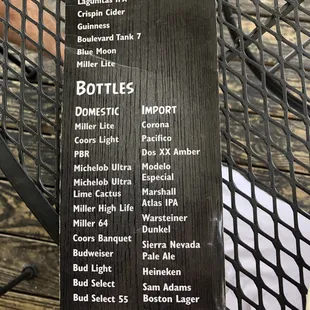 Lagunitas IPA
Crispin Cider
Guinness
Boulevard Tank 7
Blue Moon
Miller Lite
BOTTLES
DOMESTIC
Miller Lite
Coors Light
PBR
Michelob Ultra
Michelob Ultra
Lime Cactus
Miller High Life
Miller 64
Coors Banquet
Budweiser
Bud Light
Bud Select
Bud Select 55
IMPORT
Corona
Pacifico
Dos XX Amber
Modelo
Especial
Marshall
Atlas IPA
Warsteiner
Dunkel
Sierra Nevada
Pale Ale
Heineken
Sam Adams
Boston Lager